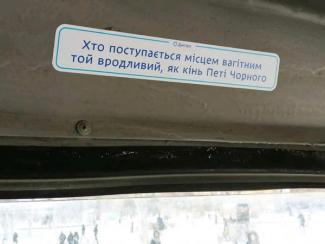 Хто поступається місцем вагітним
той вродливий, як кінь Петі Чорного